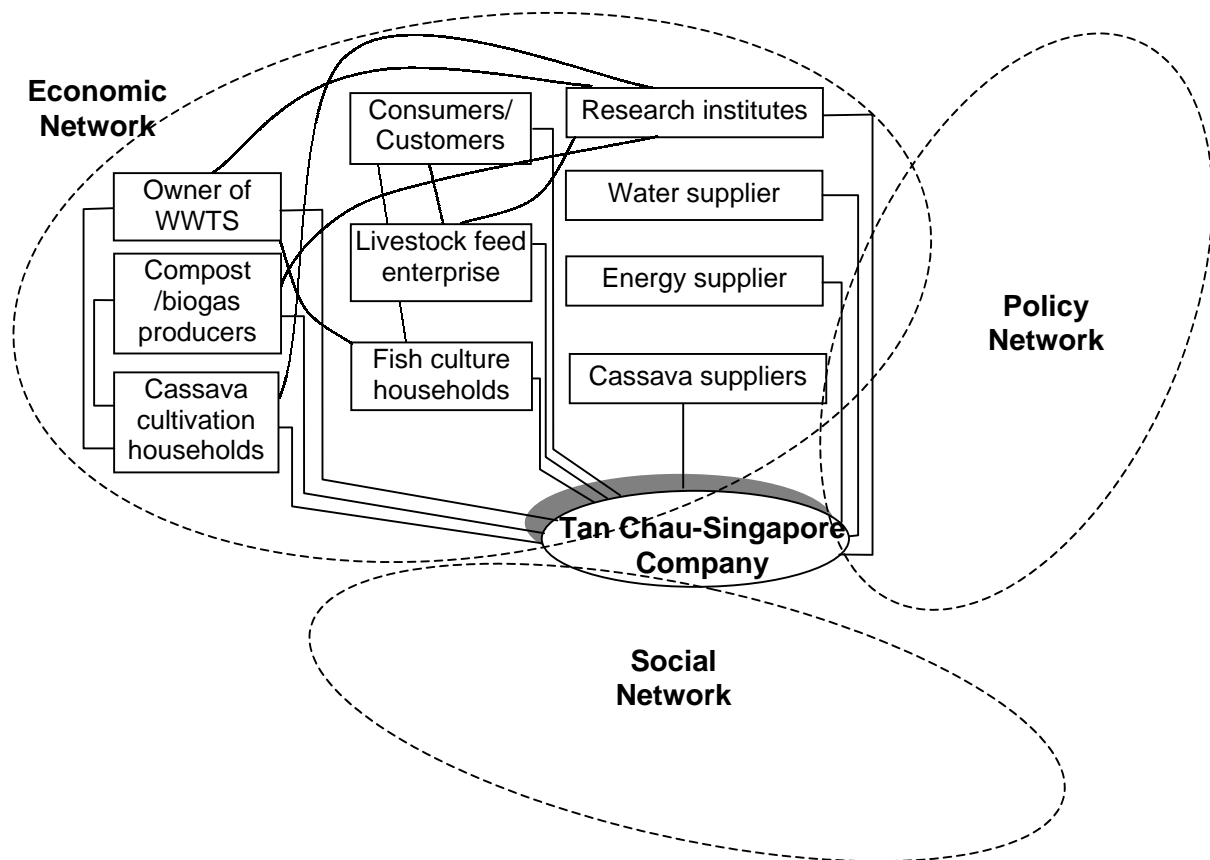 Economic
Network
Consumers/
Customers
Research institutes
Owner of
WWTS
Water supplier
Livestock feed
enterprise
Compost
/biogas
producers
Energy supplier
Policy
Network
Fish culture
households
Cassava suppliers
Cassava
cultivation
households
Tan Chau-Singapore
Company
Social
Network